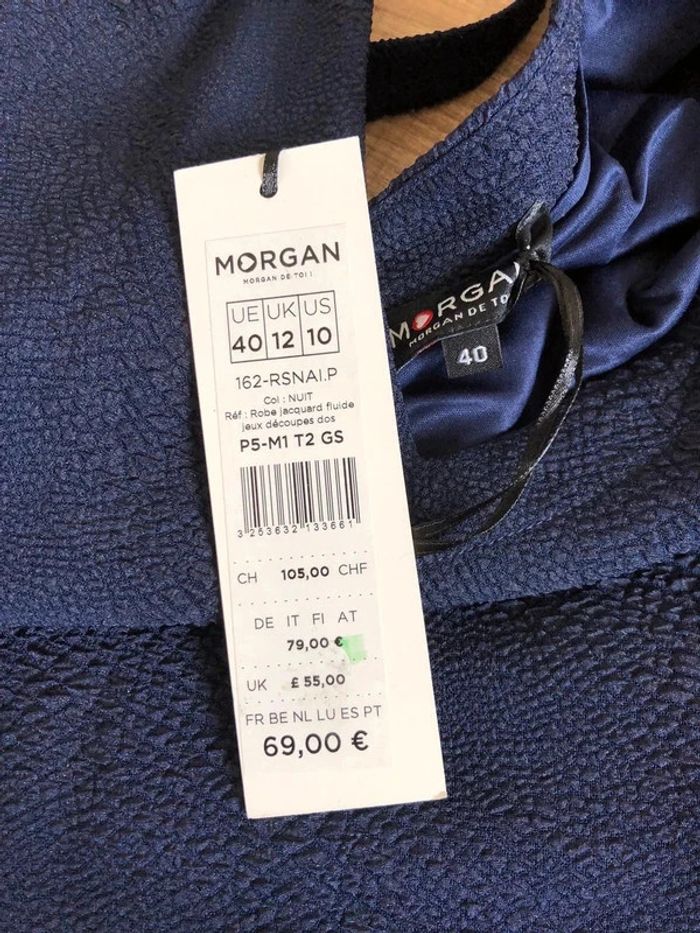 MORGAN
MORGAN DE TOI !
UE UK US
40 12 10
162-RSNAI.P
Col : NUIT
Réf : Robe jacquard fluide
jeux découpes dos
P5-M1 T2 GS
3 253632 133661
CH 105,00 CHF
DE IT FI AT
79,00 €
UK £ 55,00
FR BE NL LU ES PT
69,00 €
MORGA
MORGAN DE TO
40